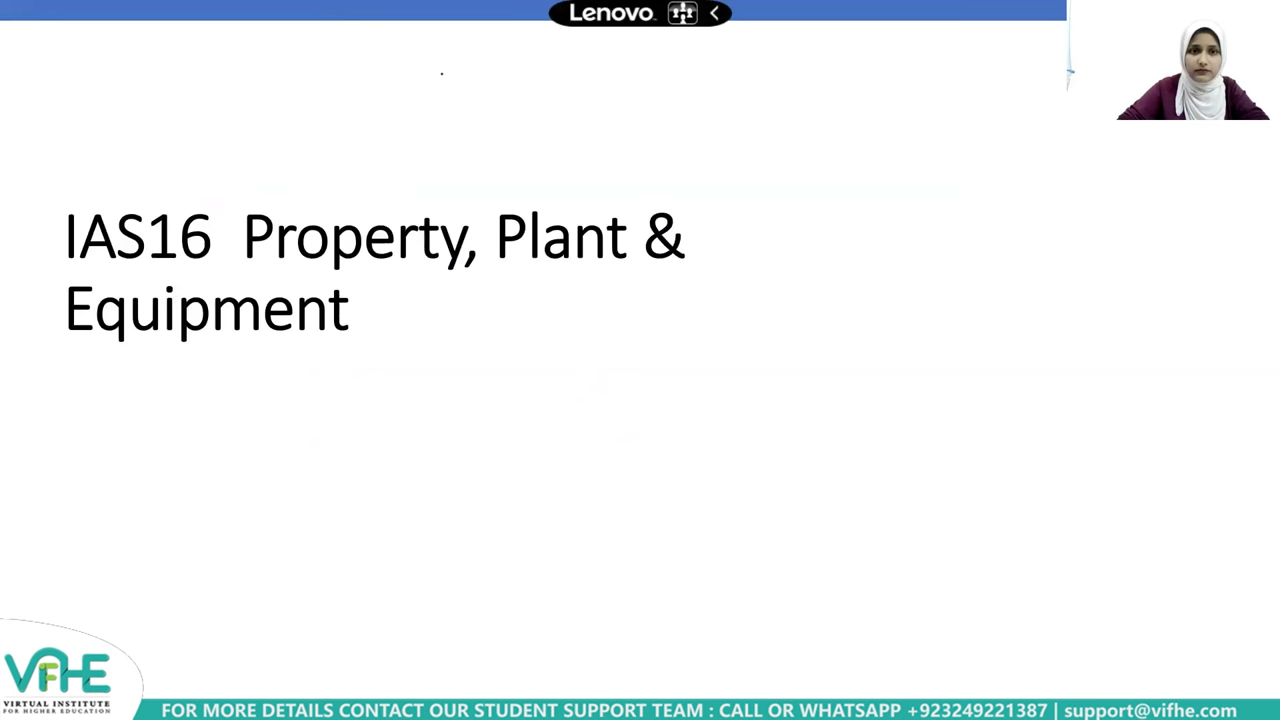 Lenovo
IAS16 Property, Plant &
Equipment
VIFHE
VIRTUAL INSTITUTE
FOR HIGHER EDUCATION
FOR MORE DETAILS CONTACT OUR STUDENT SUPPORT TEAM : CALL OR WHATSAPP +923249221387 | support@vifhe.com